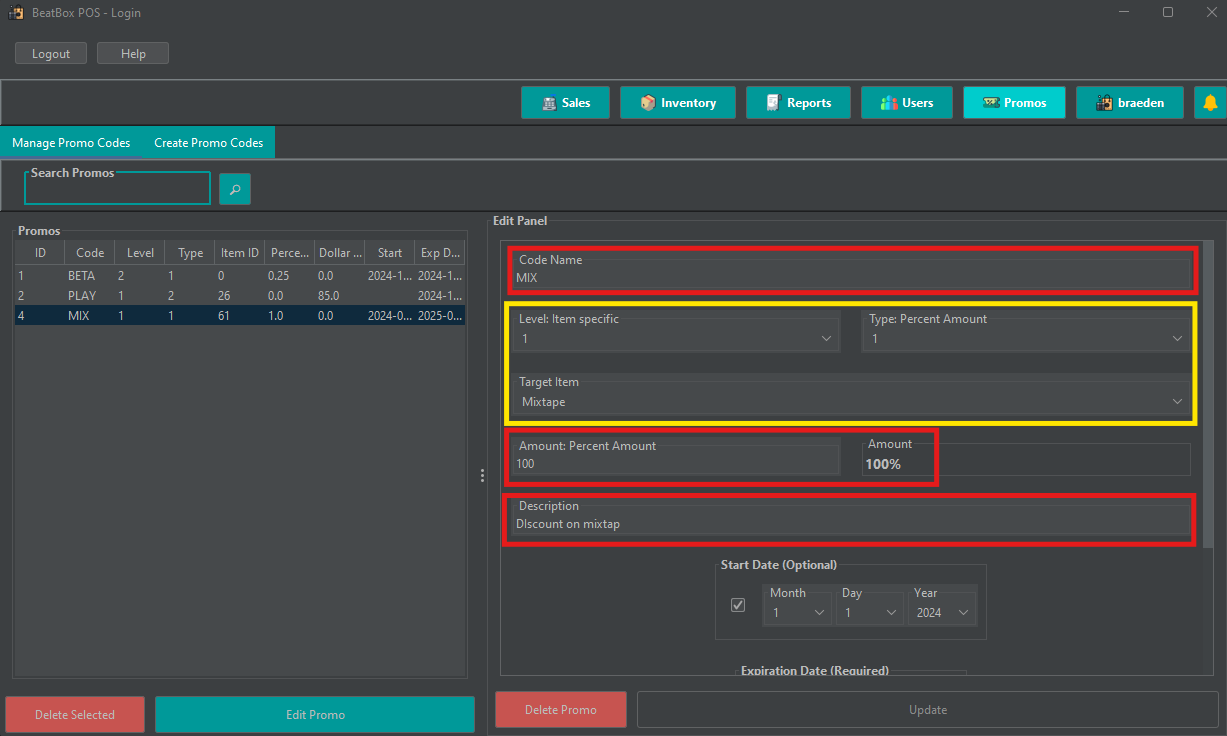 BeatBox POS - Login
Logout Help
Sales Inventory Reports Users Promos braeden
Manage Promo Codes Create Promo Codes
Search Promos
Promos
ID Code Level Type Item ID Perce... Dollar ... Start Exp D...
1 BETA 2 1 0 0.25 0.0 2024-1... 2024-1...
2 PLAY 1 2 26 0.0 85.0 2024-1...
4 MIX 1 1 61 1.0 0.0 2024-0... 2025-0...
Delete Selected Edit Promo
Edit Panel
Code Name
MIX
Level: Item specific Type: Percent Amount
1 1
Target Item
Mixtape
Amount: Percent Amount Amount
100 100%
Description
DIscount on mixtap
Start Date (Optional)
Month Day Year
1 1 2024
Expiration Date (Required)
Delete Promo Update